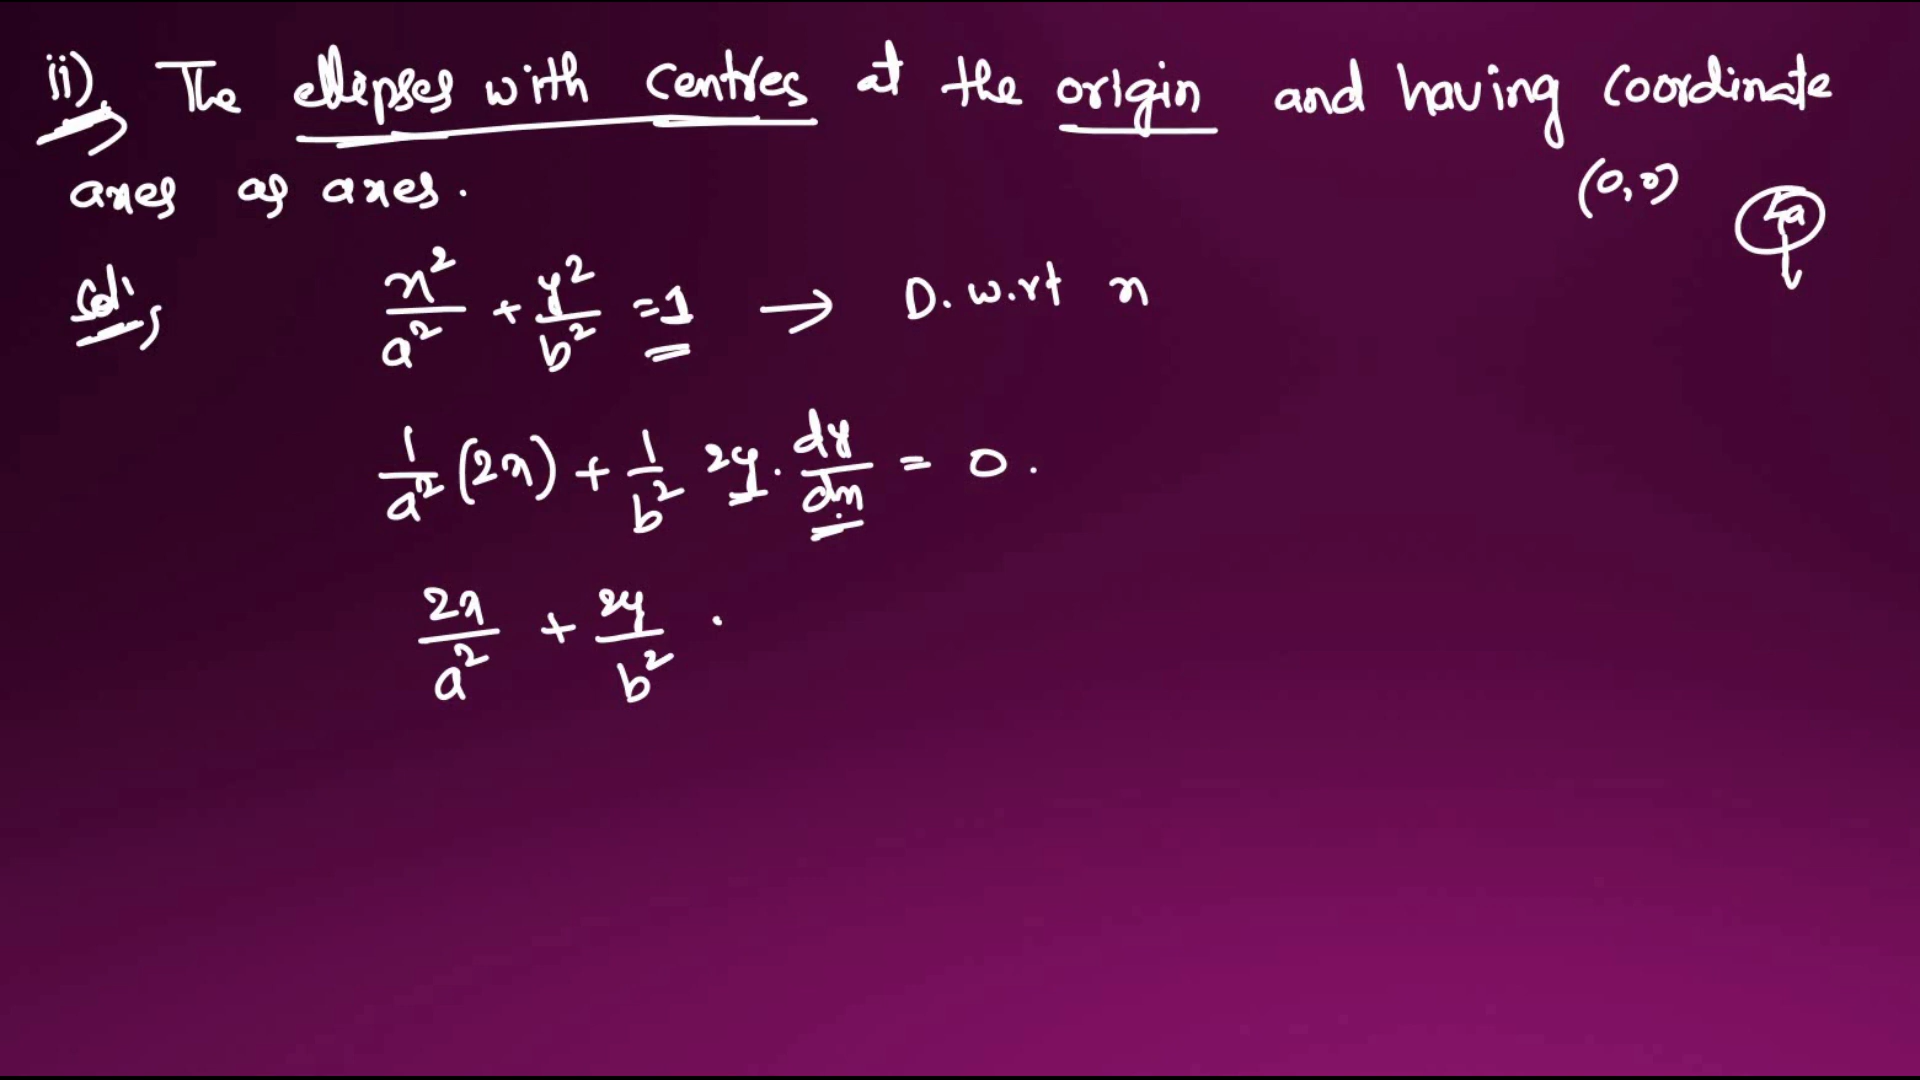 ii), The ellipses with centres at the origin and having coordinate
axes as axes.
(0,0)
Sol:,
x²/a² + y²/b² = 1 → D. w.r.t x
1/a² (2x) + 1/b² 2y . dy/dx = 0 .
2x/a² + 2y/b² .